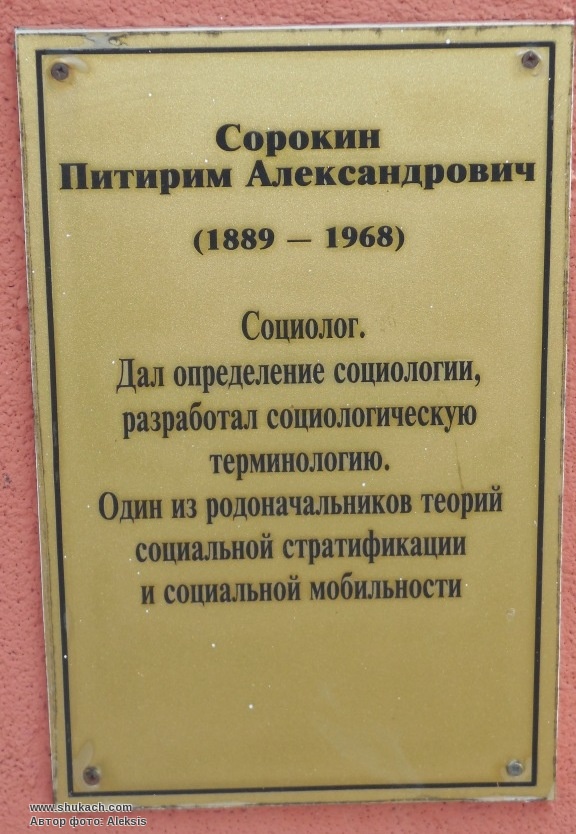 Сорокин
Питирим Александрович
(1889 – 1968)
Социолог.
Дал определение социологии,
разработал социологическую
терминологию.
Один из родоначальников теорий
социальной стратификации
и социальной мобильности
www.shukach.com
Автор фото: Aleksis